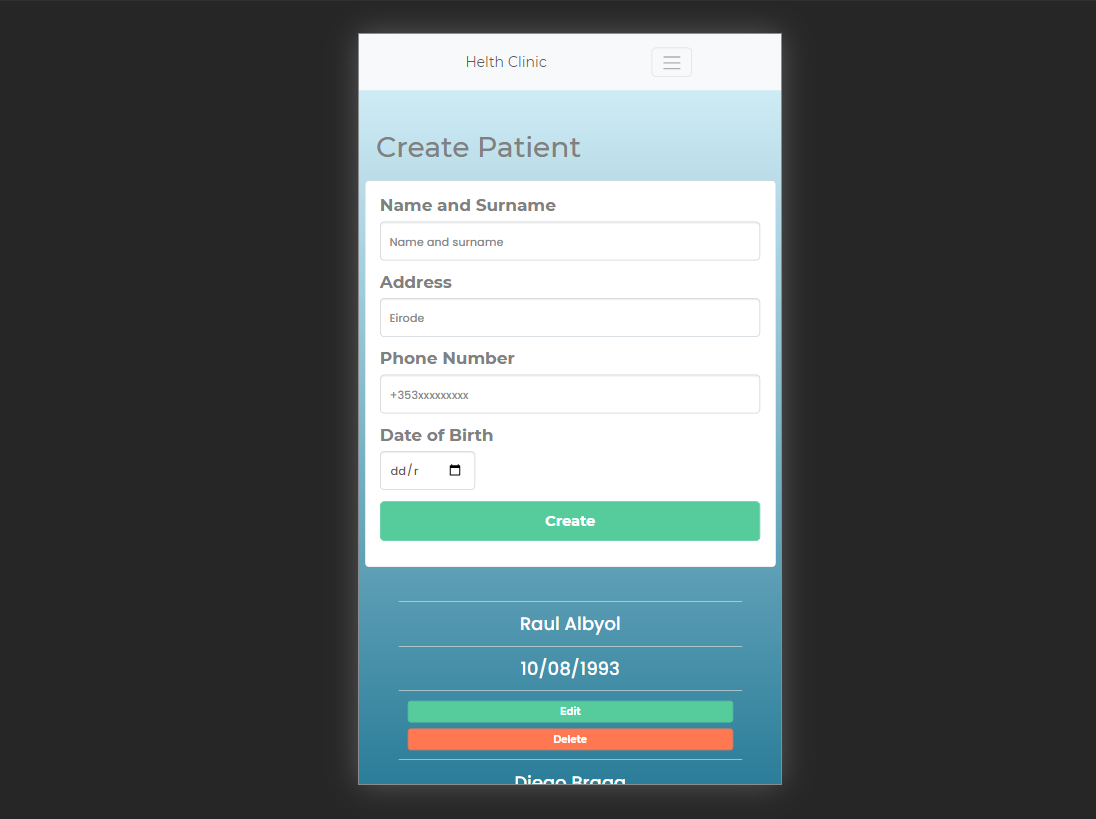 Helth Clinic
Create Patient
Name and Surname
Name and surname
Address
Eirode
Phone Number
+353xxxxxxxxx
Date of Birth
dd/r
Create
Raul Albyol
10/08/1993
Edit
Delete
Diego Braga